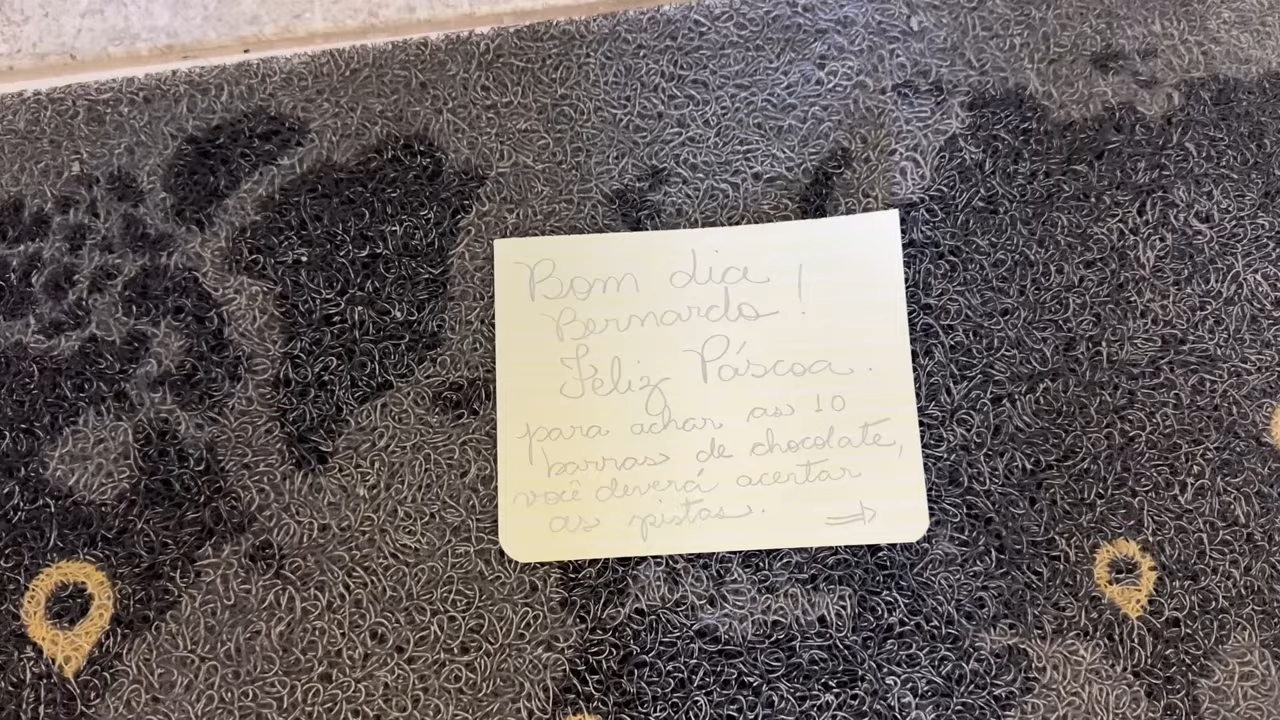 Bom dia
Bernardo !
Feliz Páscoa.
para achar as 10
barras de chocolate,
você deverá acertar
as pistas. ⇒